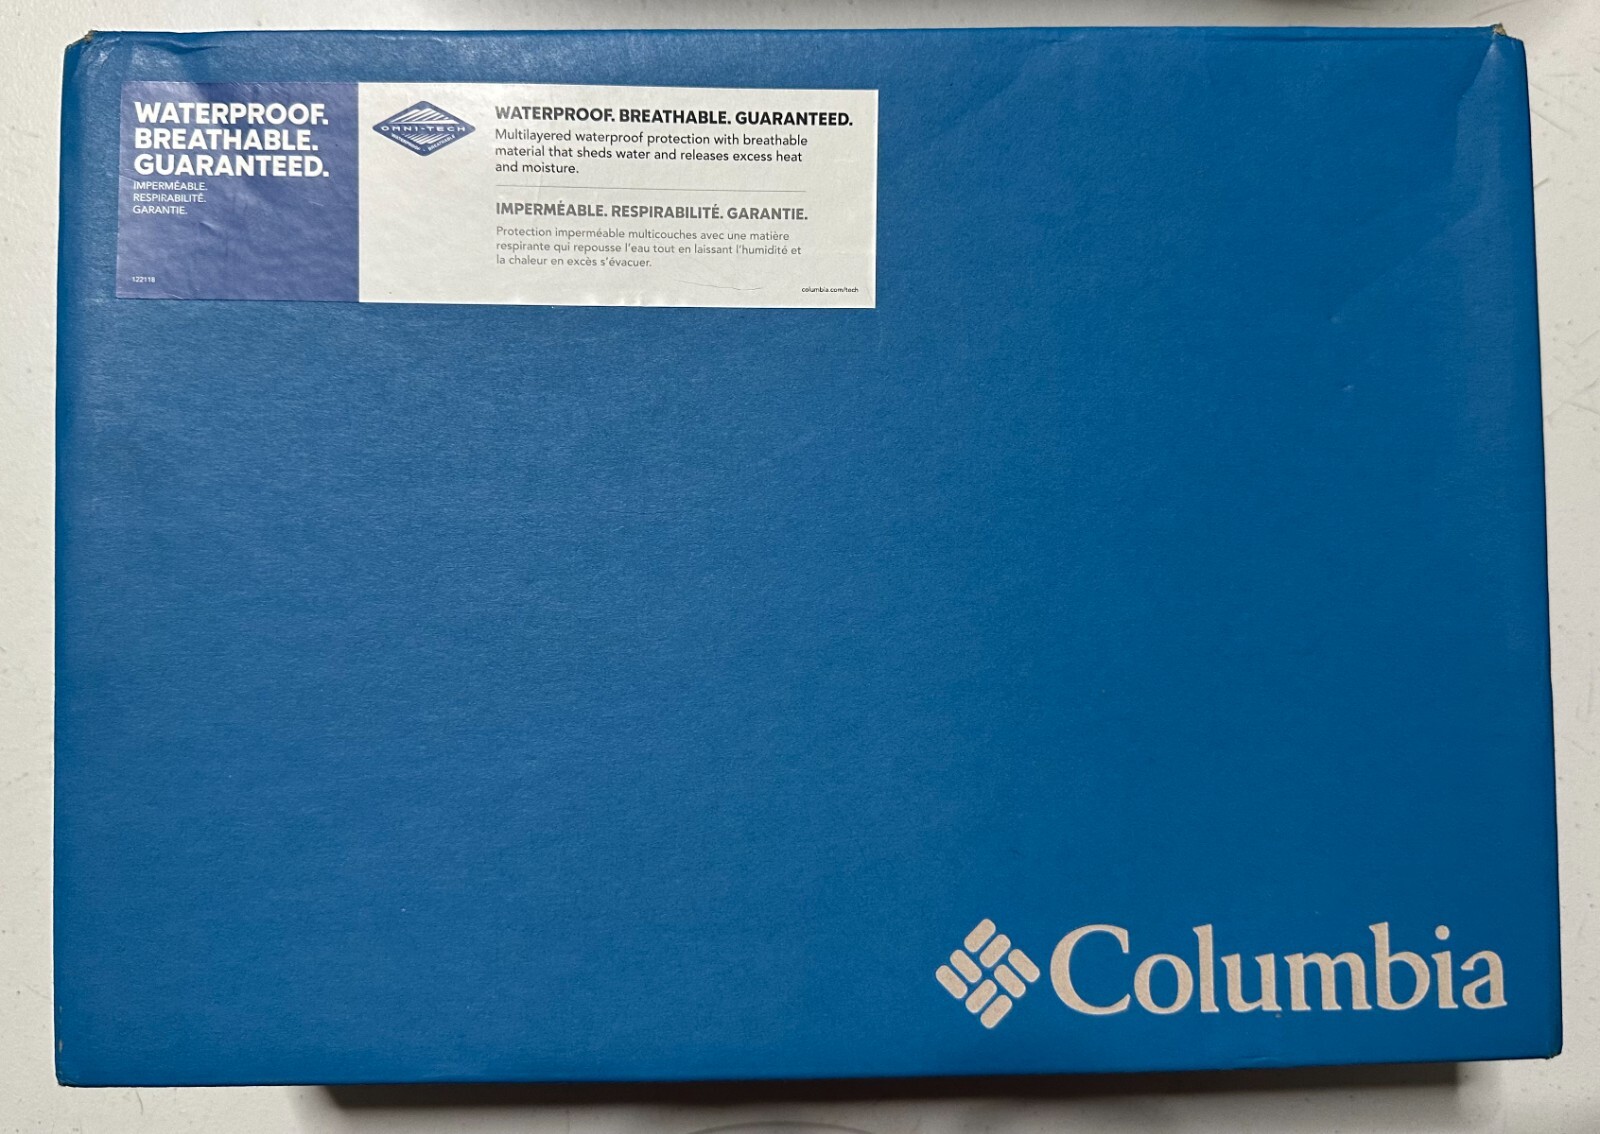 WATERPROOF.
BREATHABLE.
GUARANTEED.
IMPERMÉABLE.
RESPIRABILITÉ.
GARANTIE.
122118
OMNI-TECH
WATERPROOF · BREATHABLE
WATERPROOF. BREATHABLE. GUARANTEED.
Multilayered waterproof protection with breathable
material that sheds water and releases excess heat
and moisture.
IMPERMÉABLE. RESPIRABILITÉ. GARANTIE.
Protection imperméable multicouches avec une matière
respirante qui repousse l'eau tout en laissant l'humidité et
la chaleur en excès s'évacuer.
columbia.com/tech
Columbia